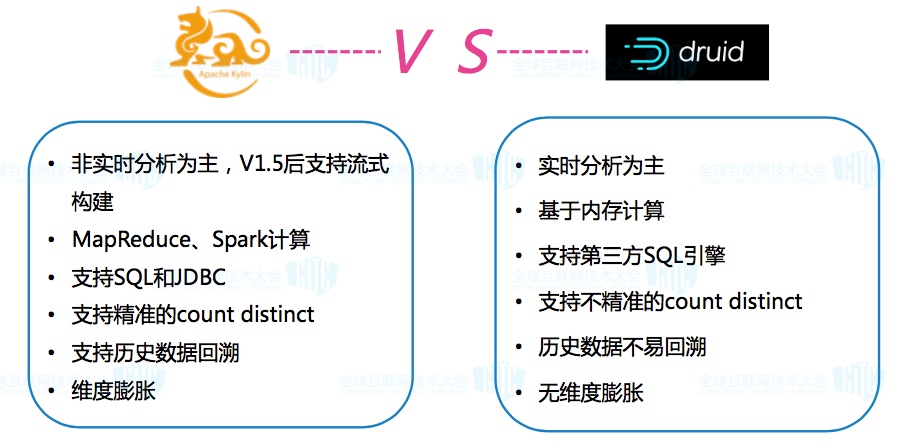 Apache Kylin
V S
druid
• 非实时分析为主，V1.5后支持流式
构建
• MapReduce、Spark计算
• 支持SQL和JDBC
• 支持精准的count distinct
• 支持历史数据回溯
• 维度膨胀
• 实时分析为主
• 基于内存计算
• 支持第三方SQL引擎
• 支持不精准的count distinct
• 历史数据不易回溯
• 无维度膨胀
全球互联网技术大会